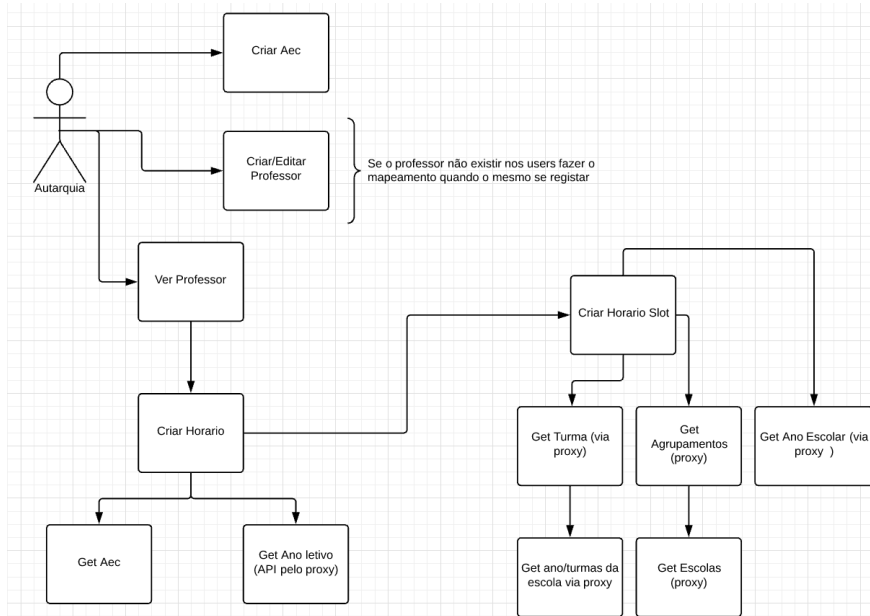 Criar Aec
Criar/Editar
Professor
Se o professor não existir nos users fazer o
mapeamento quando o mesmo se registar
Autarquia
Ver Professor
Criar Horario Slot
Criar Horario
Get Turma (via
proxy)
Get
Agrupamentos
(proxy)
Get Ano Escolar (via
proxy )
Get Aec
Get Ano letivo
(API pelo proxy)
Get ano/turmas da
escola via proxy
Get Escolas
(proxy)